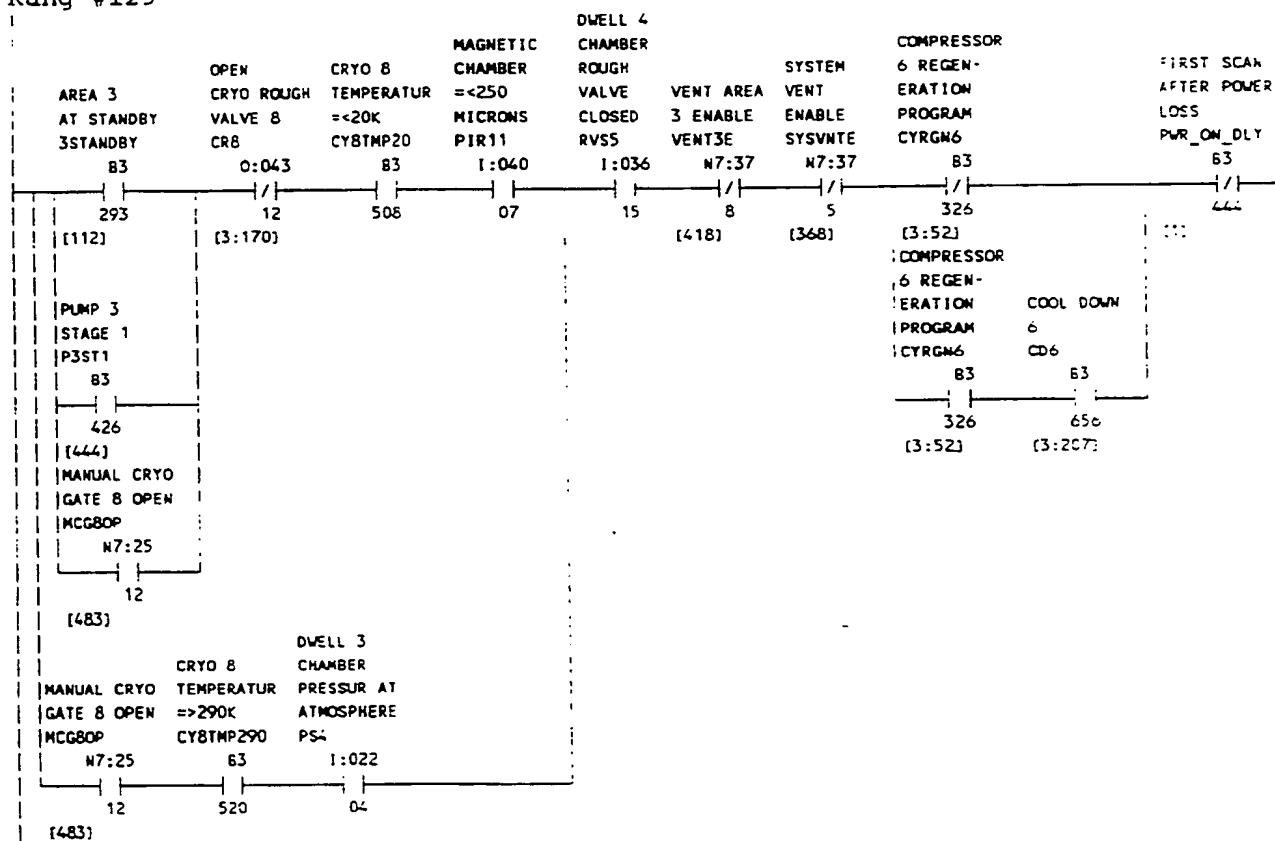 Rung #129
DWELL 4
MAGNETIC CHAMBER COMPRESSOR
OPEN CRYO 8 CHAMBER ROUGH SYSTEM 6 REGEN- FIRST SCAN
AREA 3 CRYO ROUGH TEMPERATUR =<250 VALVE VENT AREA VENT ERATION AFTER POWER
AT STANDBY VALVE 8 =<20K MICRONS CLOSED 3 ENABLE ENABLE PROGRAM LOSS
3STANDBY CR8 CY8TMP20 PIR11 RVS5 VENT3E SYSVNTE CYRGN6 PWR_ON_DLY
B3 O:043 B3 I:040 I:036 N7:37 N7:37 B3 B3
293 12 508 07 15 8 5 326 444
[112] [3:170] [418] [368] [3:52]
COMPRESSOR
6 REGEN-
PUMP 3 ERATION COOL DOWN
STAGE 1 PROGRAM 6
P3ST1 CYRGN6 CD6
B3 B3 B3
426 326 656
[444] [3:52] [3:207]
MANUAL CRYO
GATE 8 OPEN
MCG8OP
N7:25
12
[483]
DWELL 3
CRYO 8 CHAMBER
MANUAL CRYO TEMPERATUR PRESSUR AT
GATE 8 OPEN =>290K ATMOSPHERE
MCG8OP CY8TMP290 PS4
N7:25 B3 I:022
12 520 04
[483]